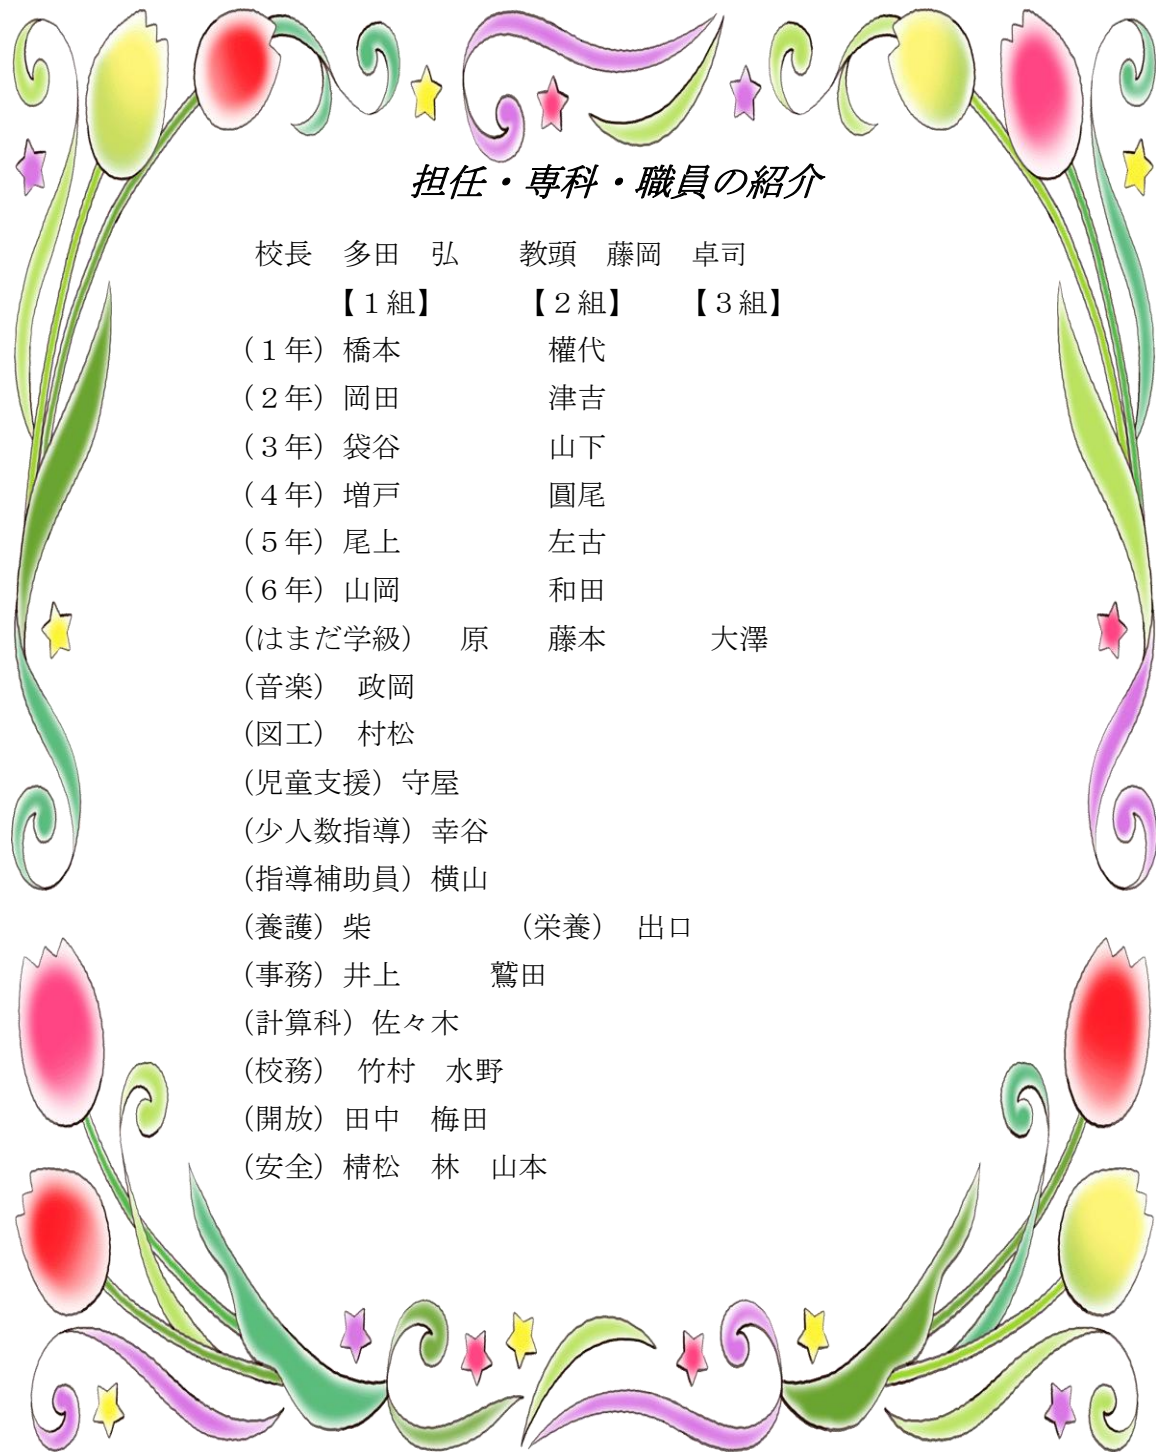 担任・専科・職員の紹介
校長　多田　弘　　教頭　藤岡　卓司
【１組】　　　【２組】　　【３組】
（１年）橋本　　　　　權代
（２年）岡田　　　　　津吉
（３年）袋谷　　　　　山下
（４年）増戸　　　　　圓尾
（５年）尾上　　　　　左古
（６年）山岡　　　　　和田
（はまだ学級）　原　　藤本　　　大澤
（音楽）　政岡
（図工）　村松
（児童支援）守屋
（少人数指導）幸谷
（指導補助員）横山
（養護）柴　　　　　（栄養）　出口
（事務）井上　　　鷲田
（計算科）佐々木
（校務）　竹村　水野
（開放）田中　梅田
（安全）棈松　林　山本